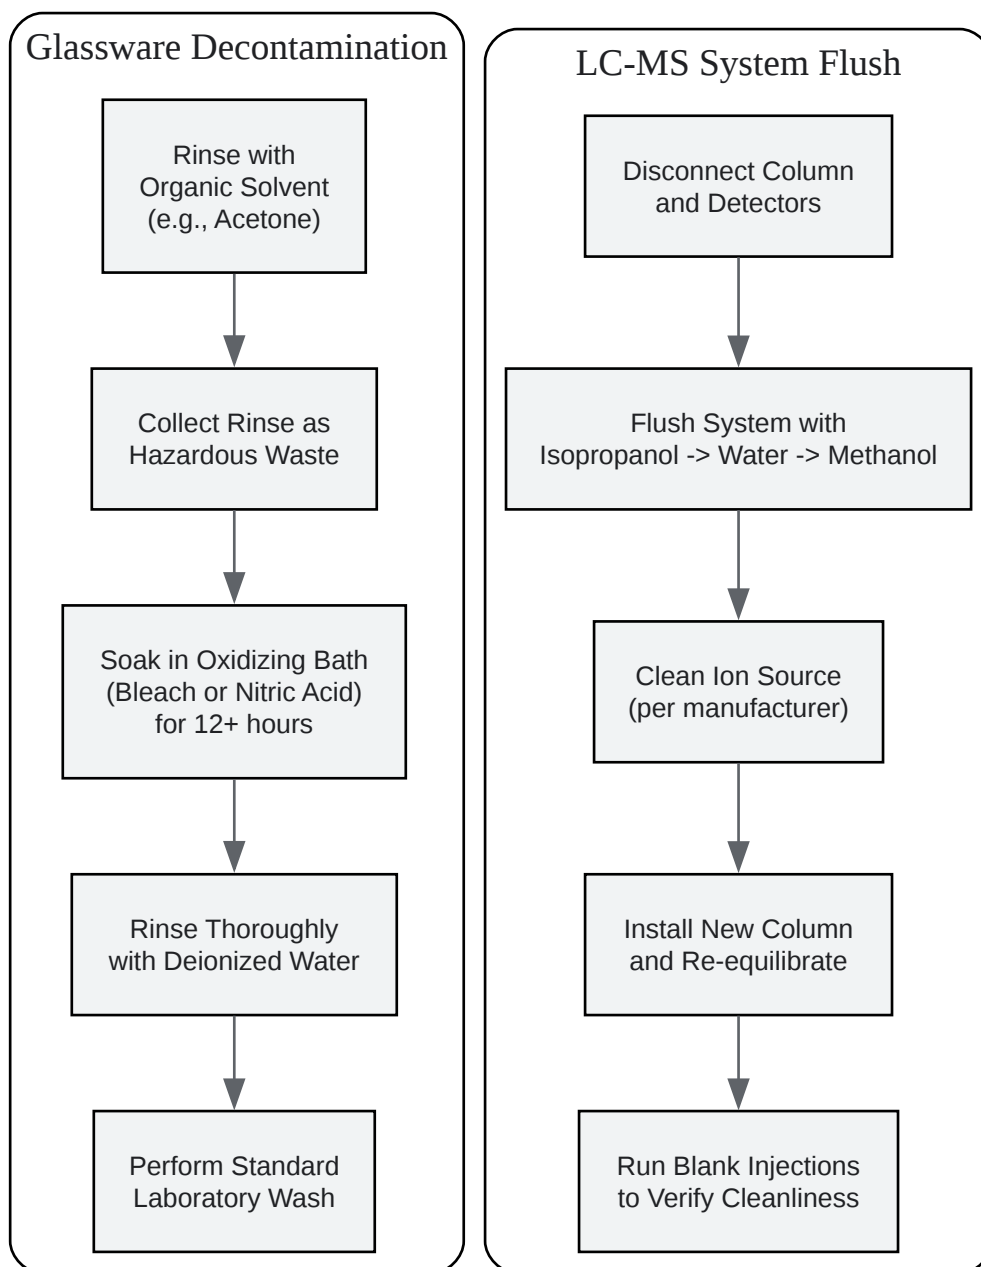 Glassware Decontamination
Rinse with
Organic Solvent
(e.g., Acetone)
Collect Rinse as
Hazardous Waste
Soak in Oxidizing Bath
(Bleach or Nitric Acid)
for 12+ hours
Rinse Thoroughly
with Deionized Water
Perform Standard
Laboratory Wash
LC-MS System Flush
Disconnect Column
and Detectors
Flush System with
Isopropanol -> Water -> Methanol
Clean Ion Source
(per manufacturer)
Install New Column
and Re-equilibrate
Run Blank Injections
to Verify Cleanliness